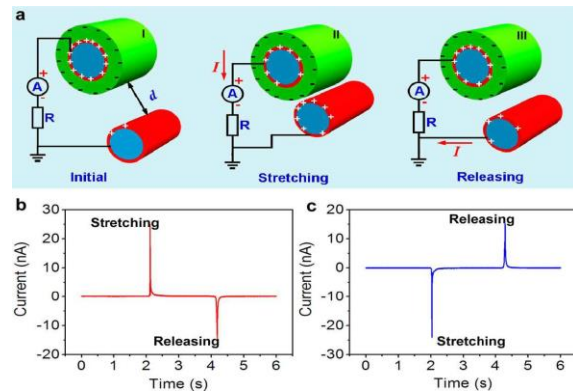 a
I
II
III
+
A
-
R
d
Initial
I
+
A
-
R
Stretching
+
A
-
R
I
Releasing
b
30
20
10
0
-10
-20
Current (nA)
Stretching
Releasing
0 1 2 3 4 5 6
Time (s)
c
20
10
0
-10
-20
-30
Current (nA)
Releasing
Stretching
0 1 2 3 4 5 6
Time (s)